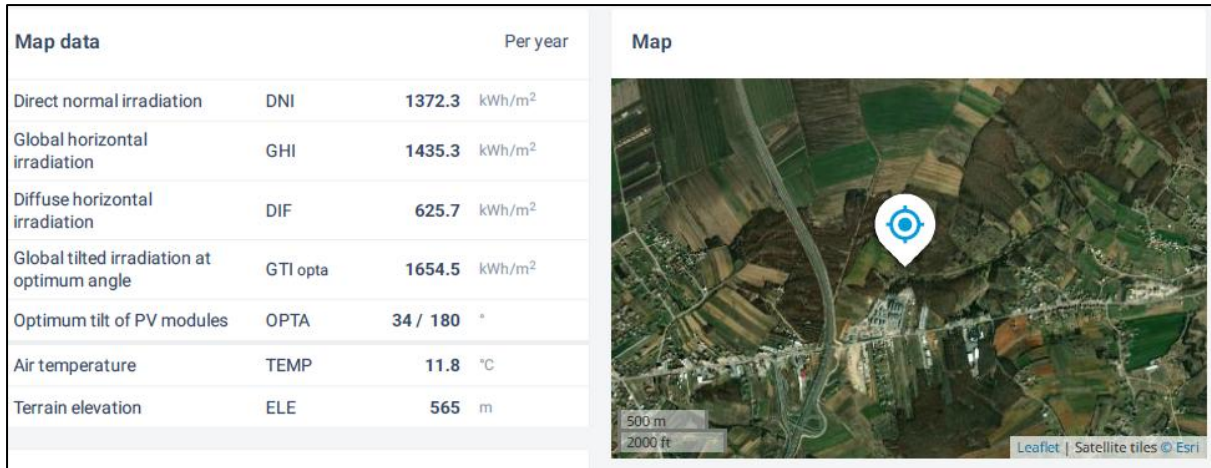 Map data Per year
Direct normal irradiation DNI 1372.3 kWh/m²
Global horizontal
irradiation GHI 1435.3 kWh/m²
Diffuse horizontal
irradiation DIF 625.7 kWh/m²
Global tilted irradiation at
optimum angle GTI opta 1654.5 kWh/m²
Optimum tilt of PV modules OPTA 34 / 180 °
Air temperature TEMP 11.8 °C
Terrain elevation ELE 565 m
Map
500 m
2000 ft
Leaflet | Satellite tiles © Esri